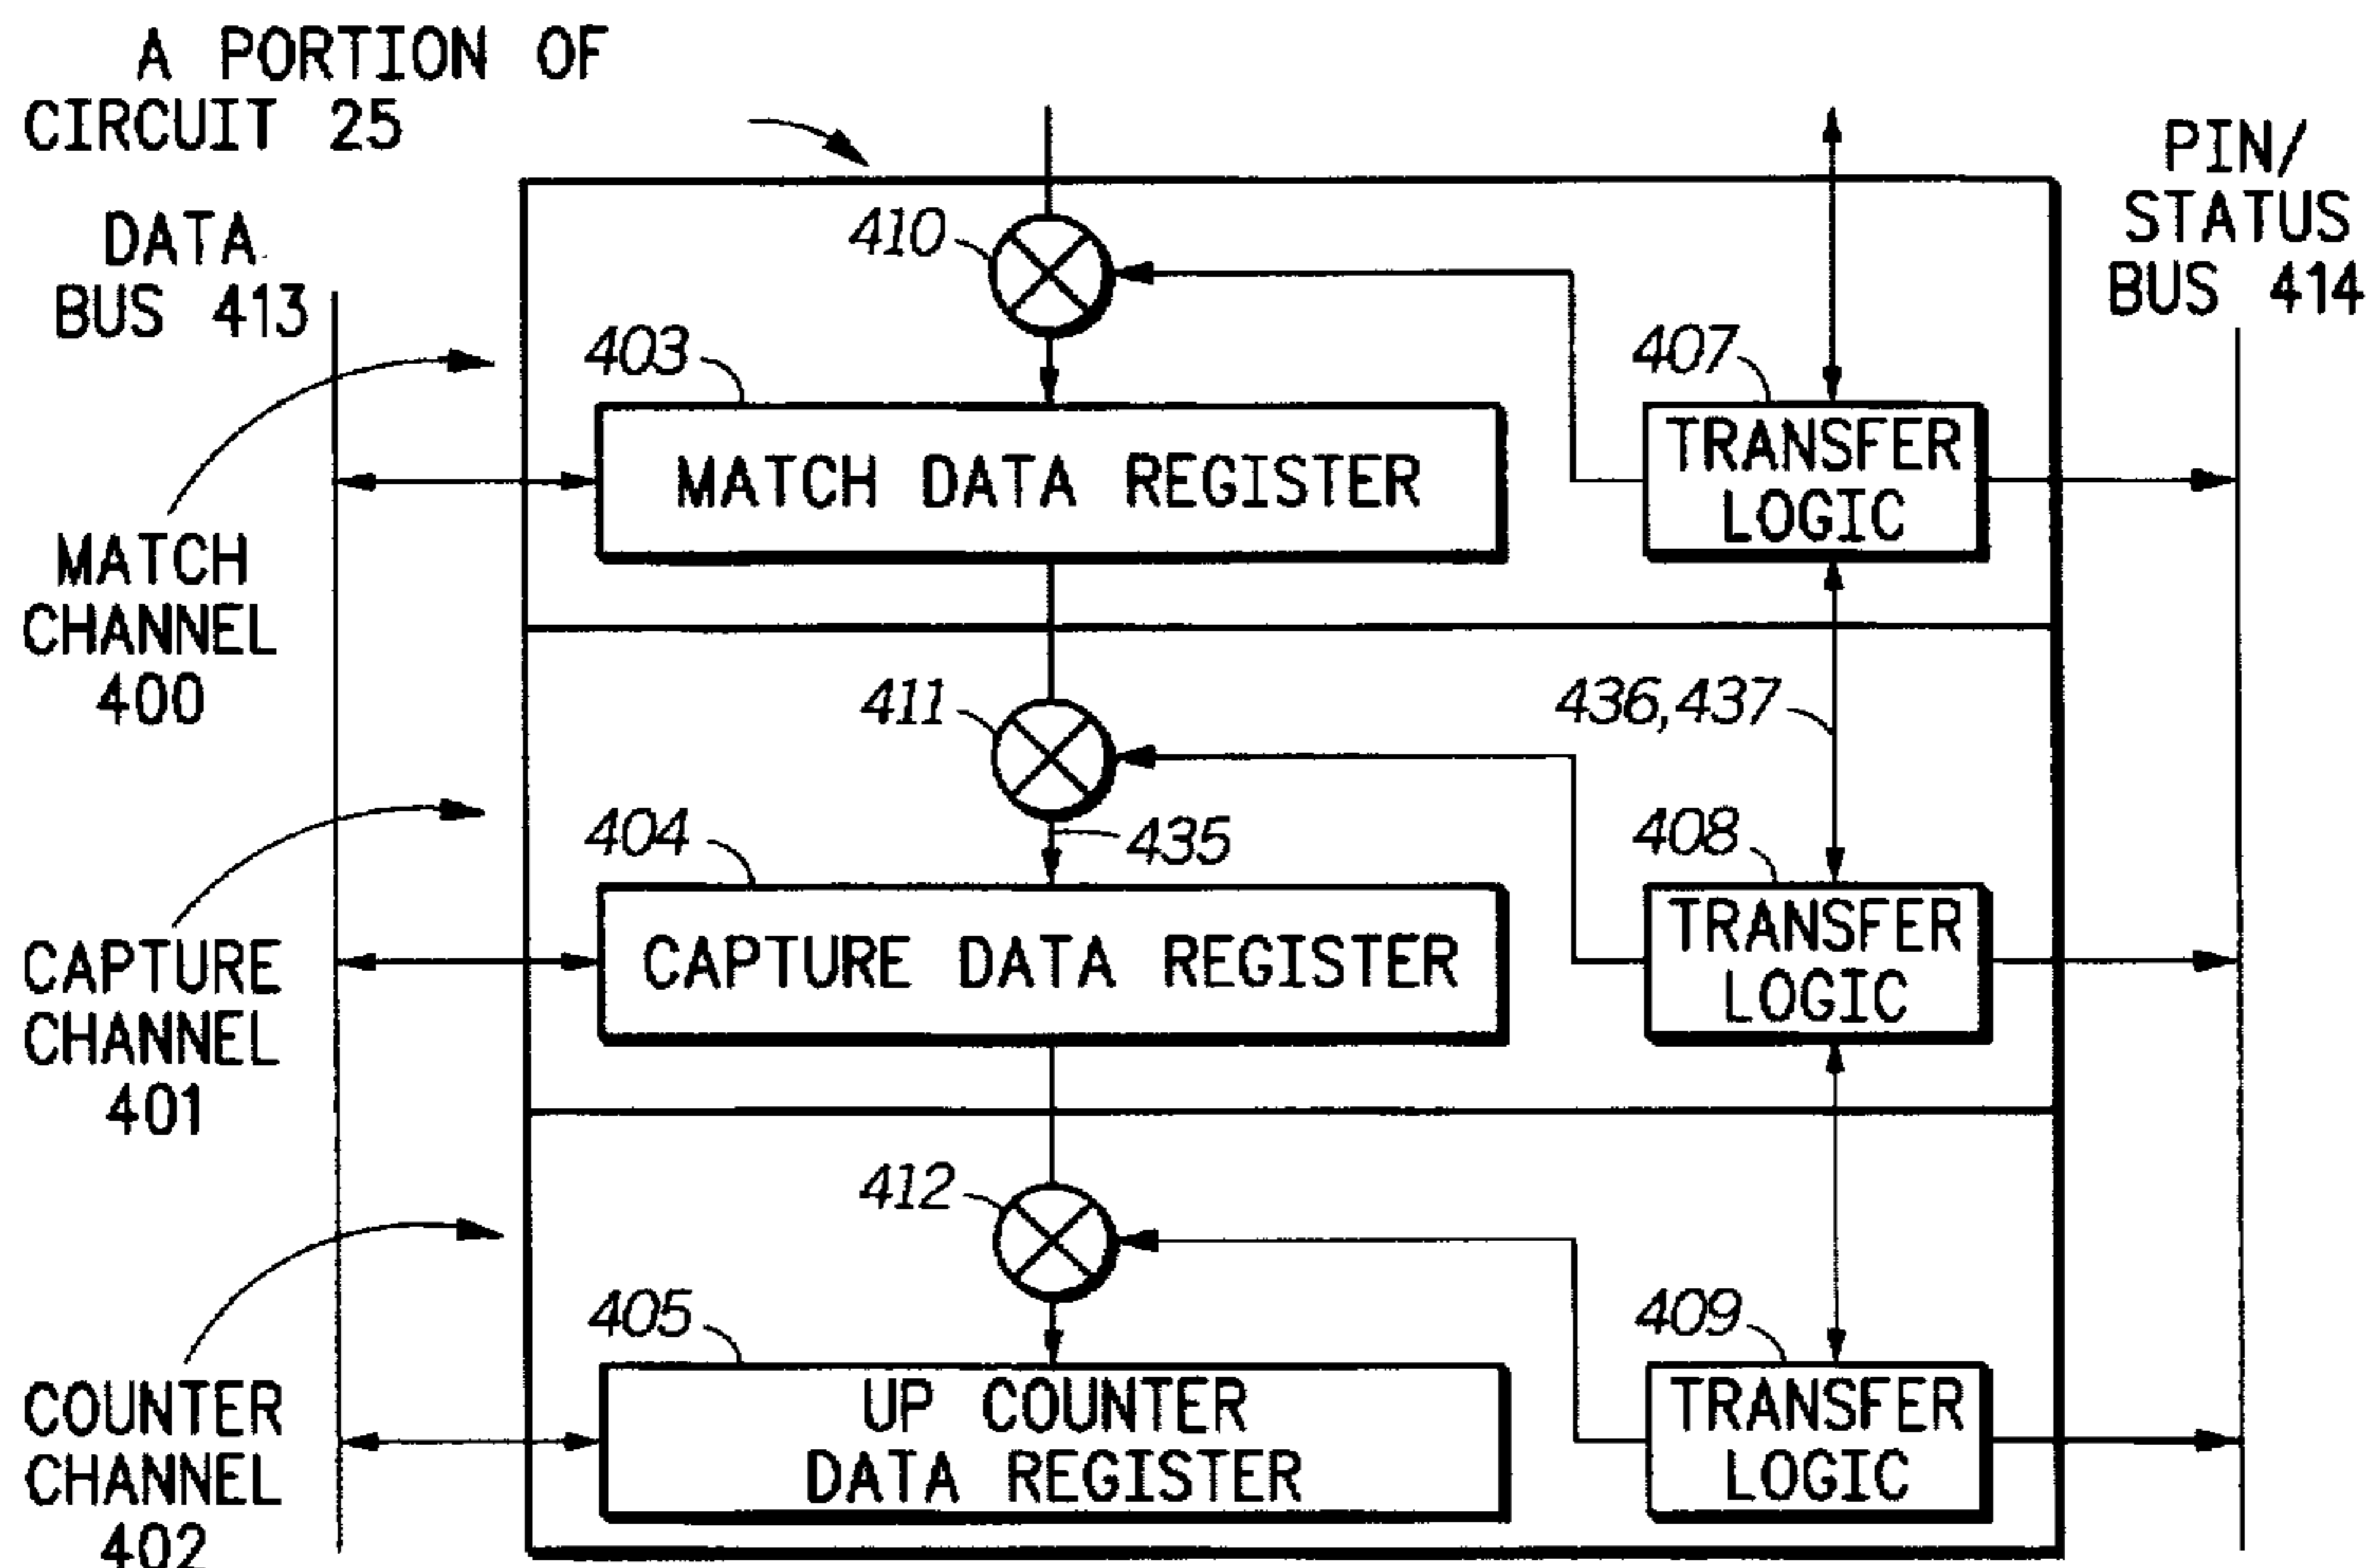 A PORTION OF
CIRCUIT 25
DATA
BUS 413
PIN/
STATUS
BUS 414
410
403
407
MATCH DATA REGISTER
TRANSFER
LOGIC
MATCH
CHANNEL
400
411
436,437
404
435
408
CAPTURE DATA REGISTER
TRANSFER
LOGIC
CAPTURE
CHANNEL
401
412
405
409
UP COUNTER
DATA REGISTER
TRANSFER
LOGIC
COUNTER
CHANNEL
402